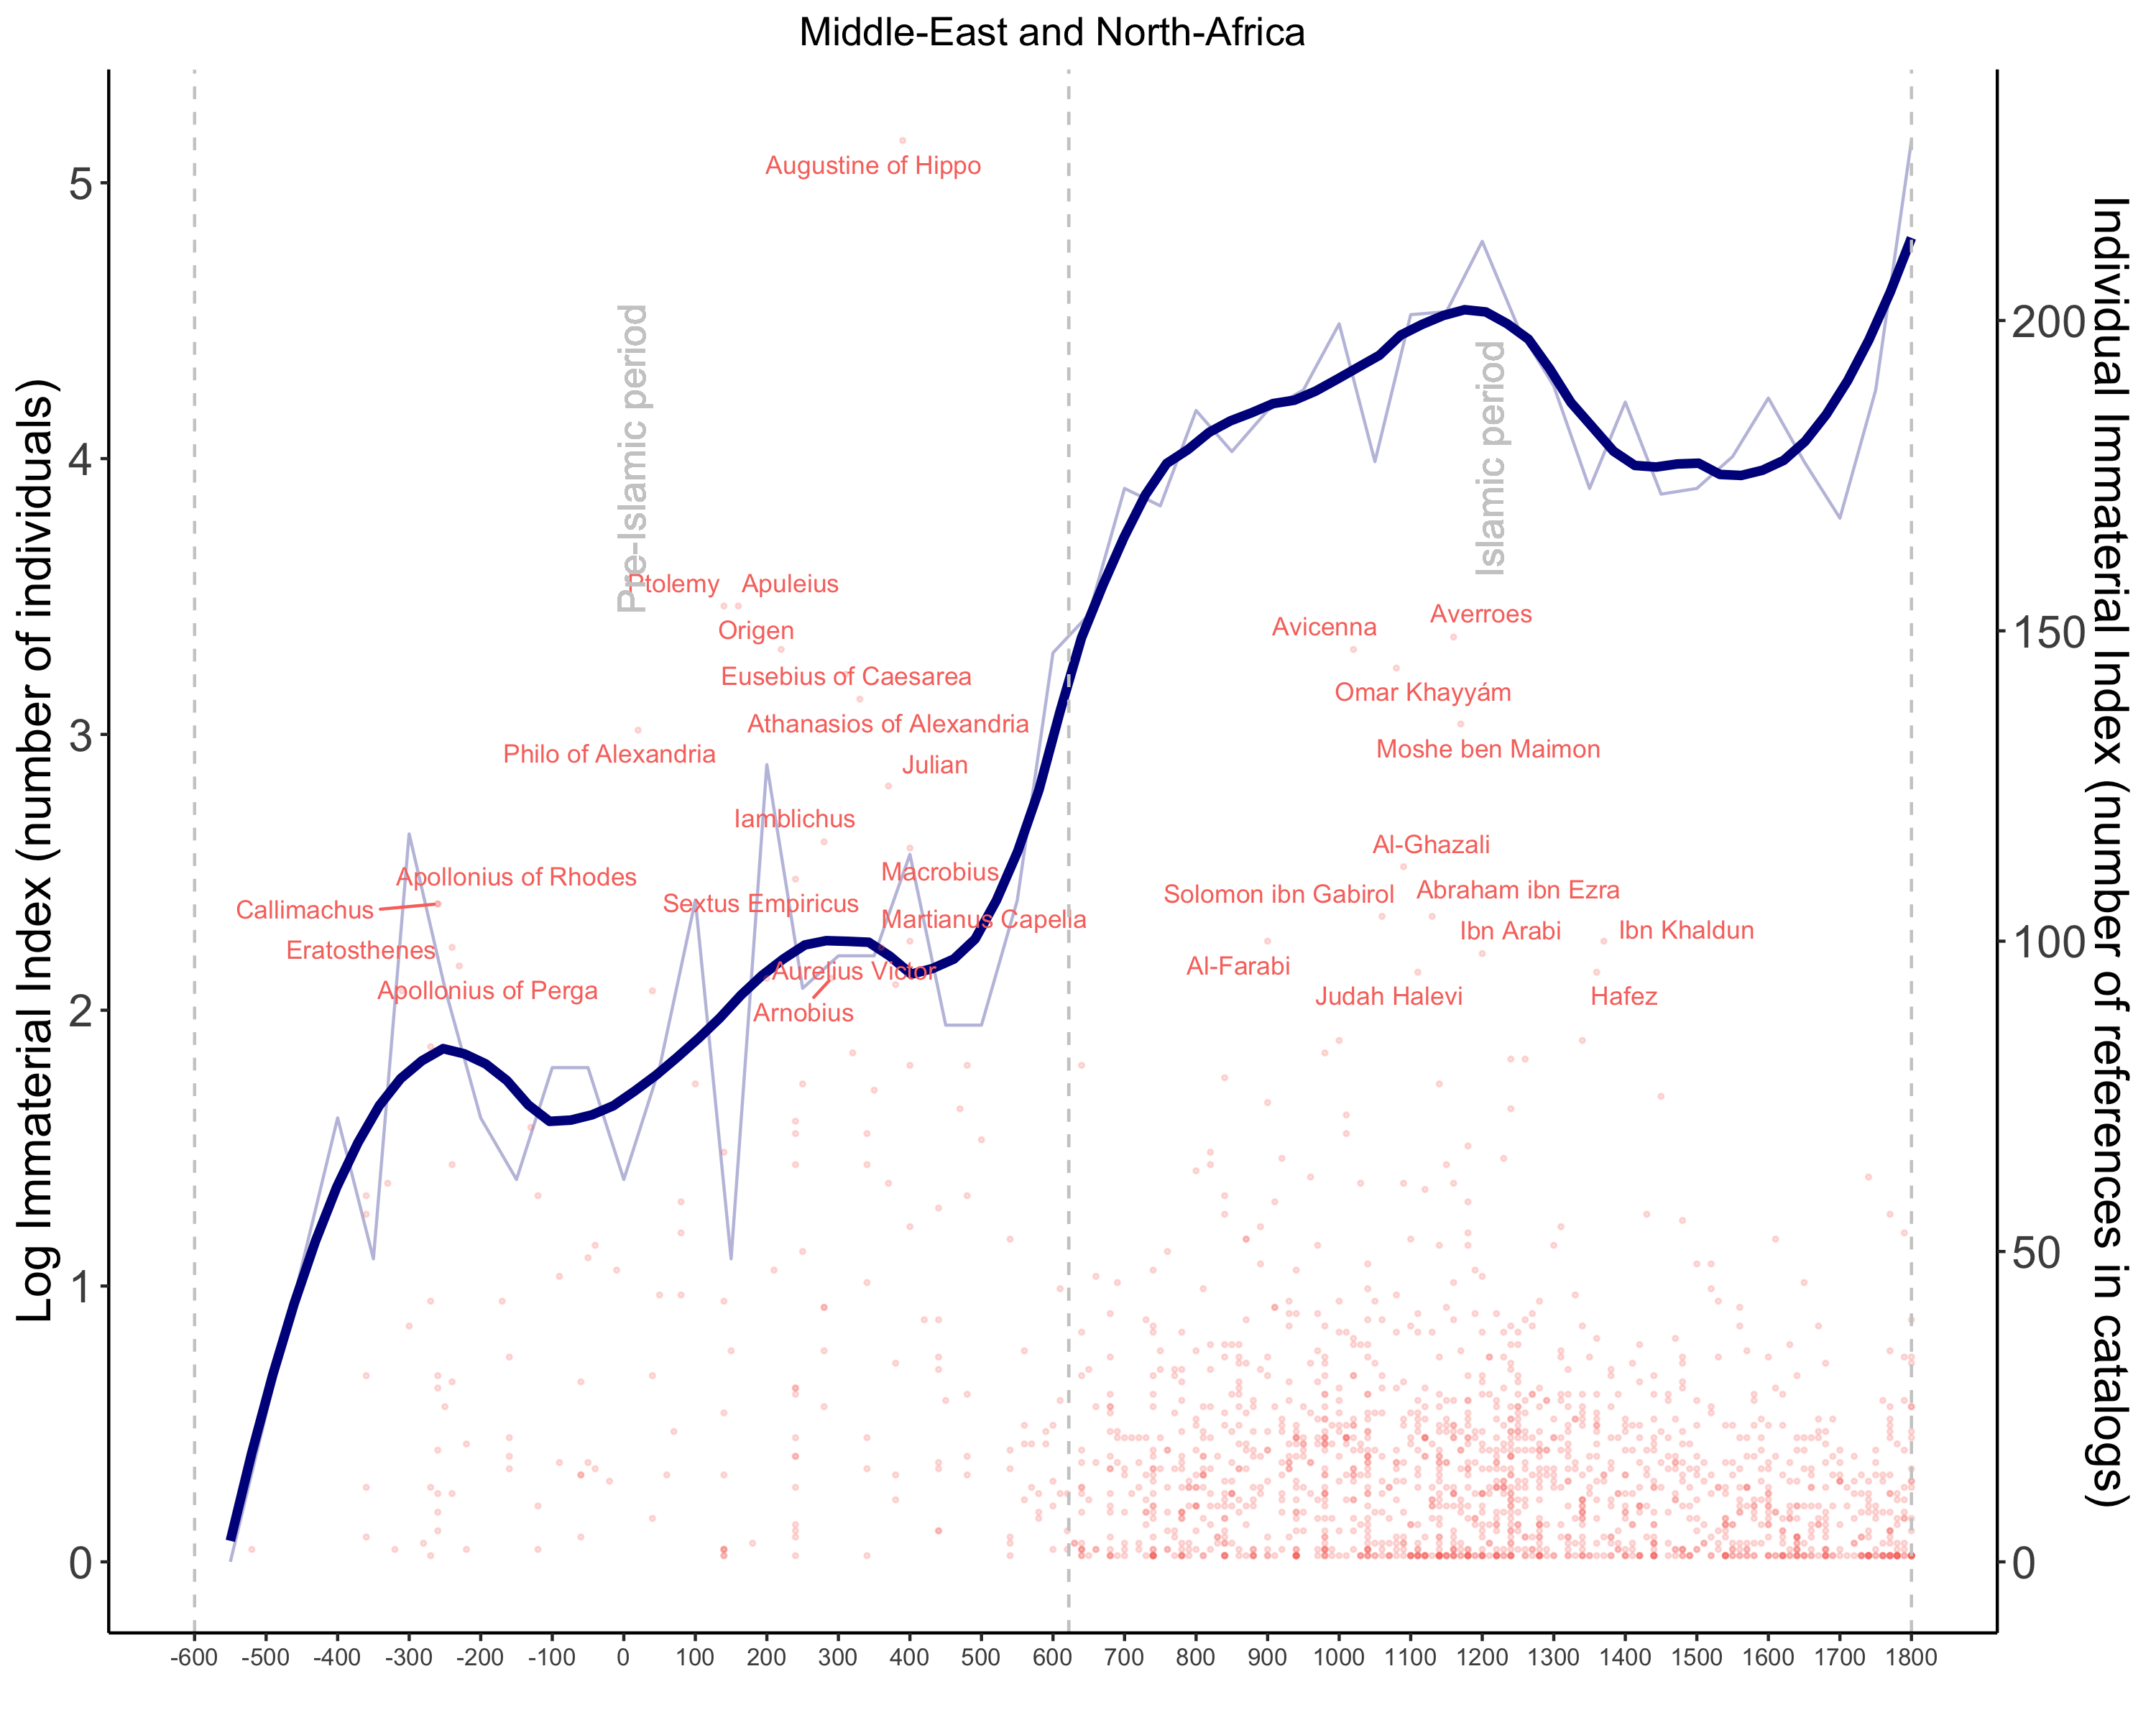 Middle-East and North-Africa
Log Immaterial Index (number of individuals)
5
4
3
2
1
0
Individual Immaterial Index (number of references in catalogs)
200
150
100
50
0
Pre-Islamic period
Islamic period
Augustine of Hippo
Ptolemy
Apuleius
Origen
Eusebius of Caesarea
Athanasios of Alexandria
Philo of Alexandria
Julian
Iamblichus
Apollonius of Rhodes
Macrobius
Callimachus
Sextus Empiricus
Martianus Capella
Eratosthenes
Aurelius Victor
Apollonius of Perga
Arnobius
Averroes
Avicenna
Omar Khayyám
Moshe ben Maimon
Al-Ghazali
Solomon ibn Gabirol
Abraham ibn Ezra
Ibn Arabi
Ibn Khaldun
Al-Farabi
Judah Halevi
Hafez
-600 -500 -400 -300 -200 -100 0 100 200 300 400 500 600 700 800 900 1000 1100 1200 1300 1400 1500 1600 1700 1800